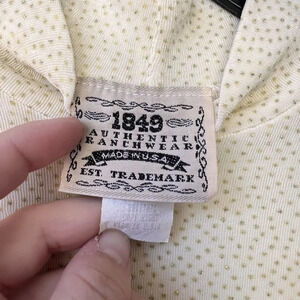 1849
AUTHENTIC
RANCHWEAR
MADE IN U.S.A.
EST. TRADEMARK